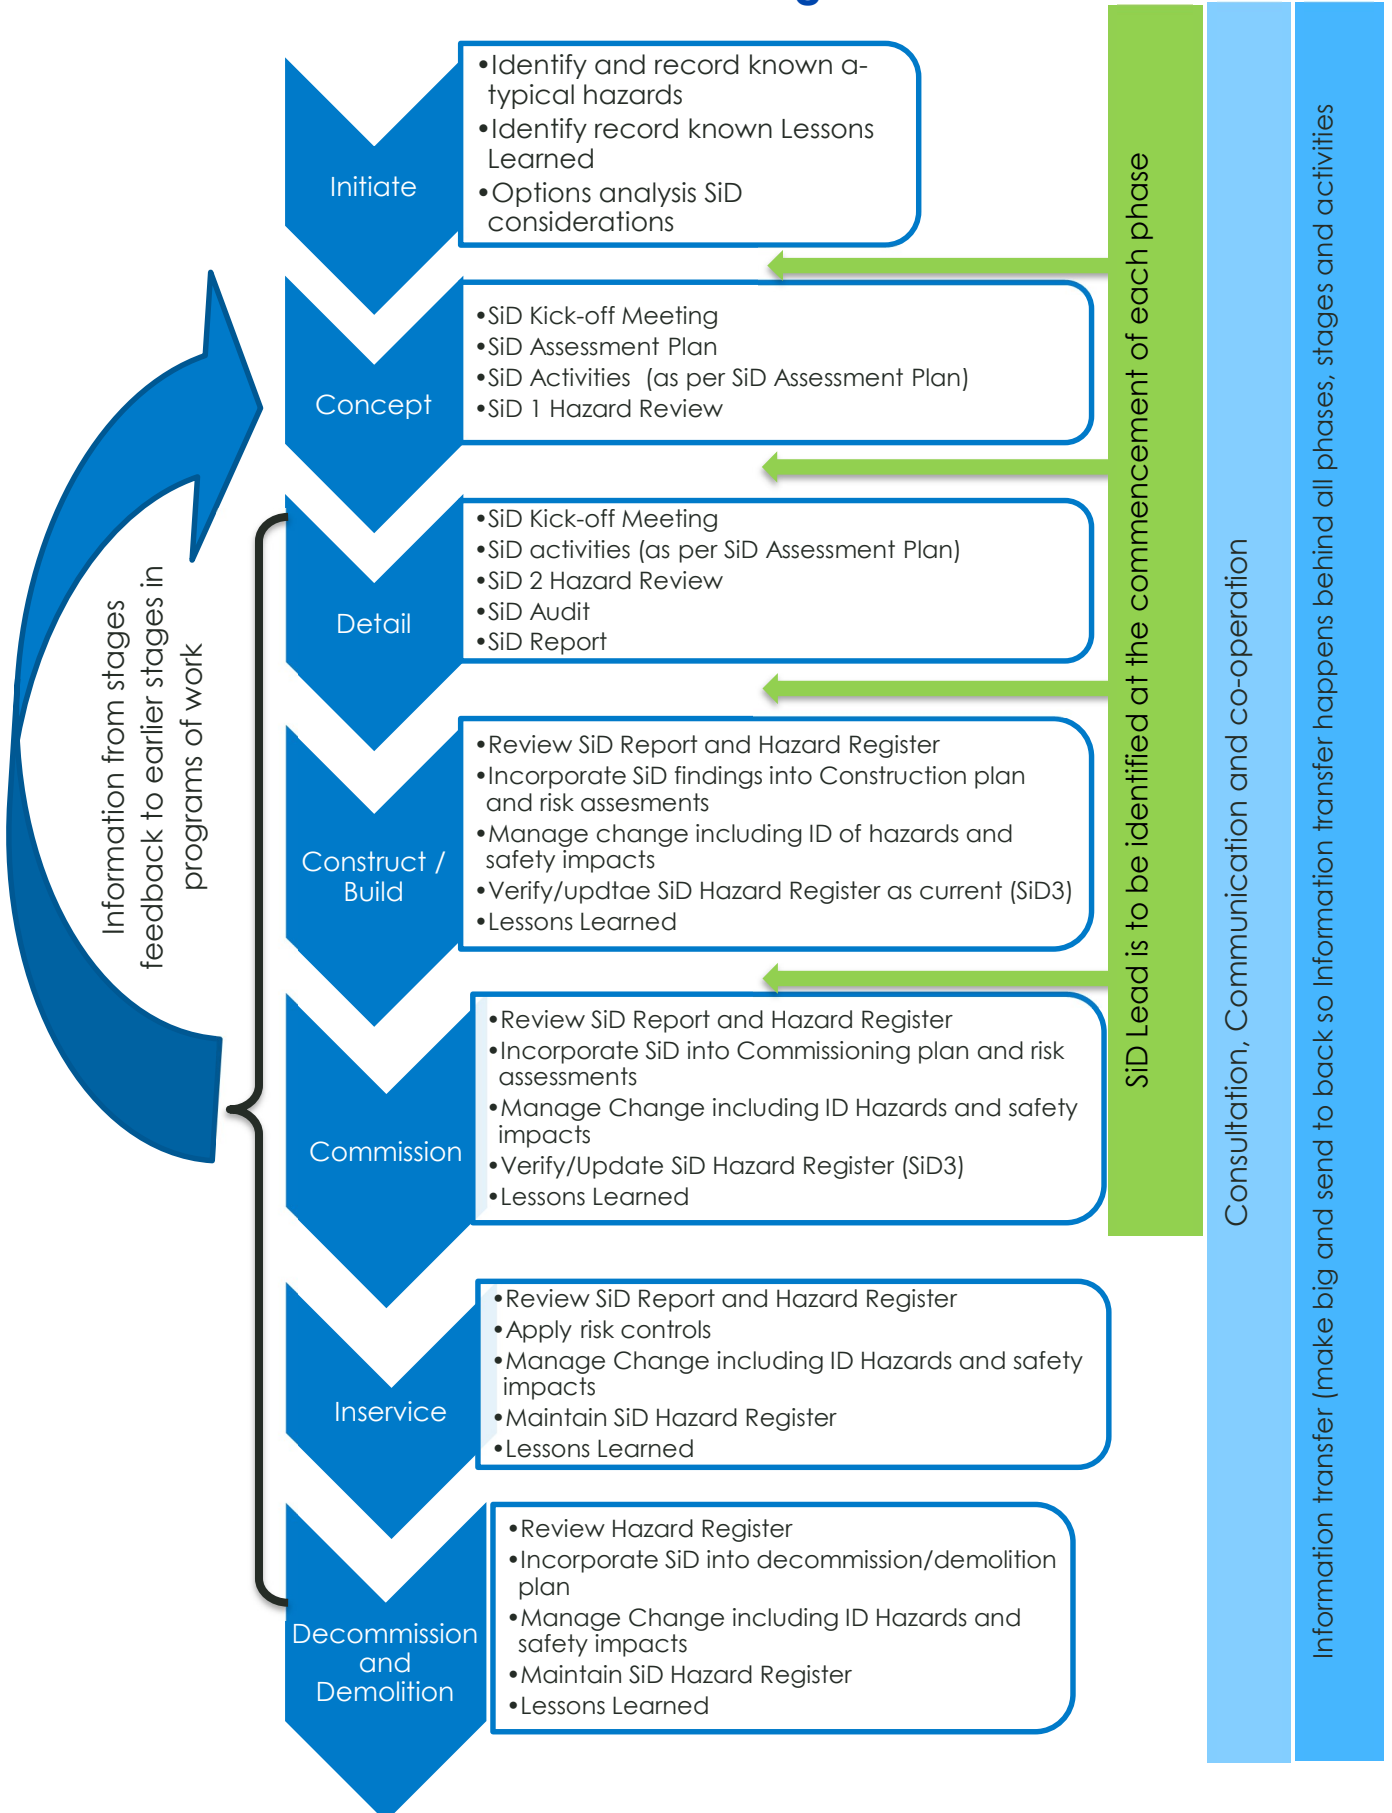 Initiate
•Identify and record known a-
typical hazards
•Identify record known Lessons
Learned
•Options analysis SiD
considerations
Concept
•SiD Kick-off Meeting
•SiD Assessment Plan
•SiD Activities (as per SiD Assessment Plan)
•SiD 1 Hazard Review
Detail
•SiD Kick-off Meeting
•SiD activities (as per SiD Assessment Plan)
•SiD 2 Hazard Review
•SiD Audit
•SiD Report
Construct /
Build
•Review SiD Report and Hazard Register
•Incorporate SiD findings into Construction plan
and risk assesments
•Manage change including ID of hazards and
safety impacts
•Verify/updtae SiD Hazard Register as current (SiD3)
•Lessons Learned
Commission
•Review SiD Report and Hazard Register
•Incorporate SiD into Commissioning plan and risk
assessments
•Manage Change including ID Hazards and safety
impacts
•Verify/Update SiD Hazard Register (SiD3)
•Lessons Learned
Inservice
•Review SiD Report and Hazard Register
•Apply risk controls
•Manage Change including ID Hazards and safety
impacts
•Maintain SiD Hazard Register
•Lessons Learned
Decommission
and
Demolition
•Review Hazard Register
•Incorporate SiD into decommission/demolition
plan
•Manage Change including ID Hazards and
safety impacts
•Maintain SiD Hazard Register
•Lessons Learned
Information from stages
feedback to earlier stages in
programs of work
SiD Lead is to be identified at the commencement of each phase
Consultation, Communication and co-operation
Information transfer (make big and send to back so Information transfer happens behind all phases, stages and activities